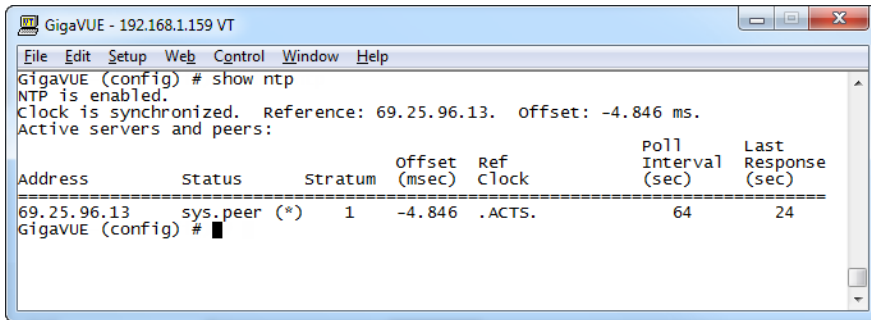 GigaVUE - 192.168.1.159 VT
File Edit Setup Web Control Window Help
GigaVUE (config) # show ntp
NTP is enabled.
Clock is synchronized. Reference: 69.25.96.13. Offset: -4.846 ms.
Active servers and peers:
Poll Last
Offset Ref Interval Response
Address Status Stratum (msec) Clock (sec) (sec)
================================================================================
69.25.96.13 sys.peer (*) 1 -4.846 .ACTS. 64 24
GigaVUE (config) #